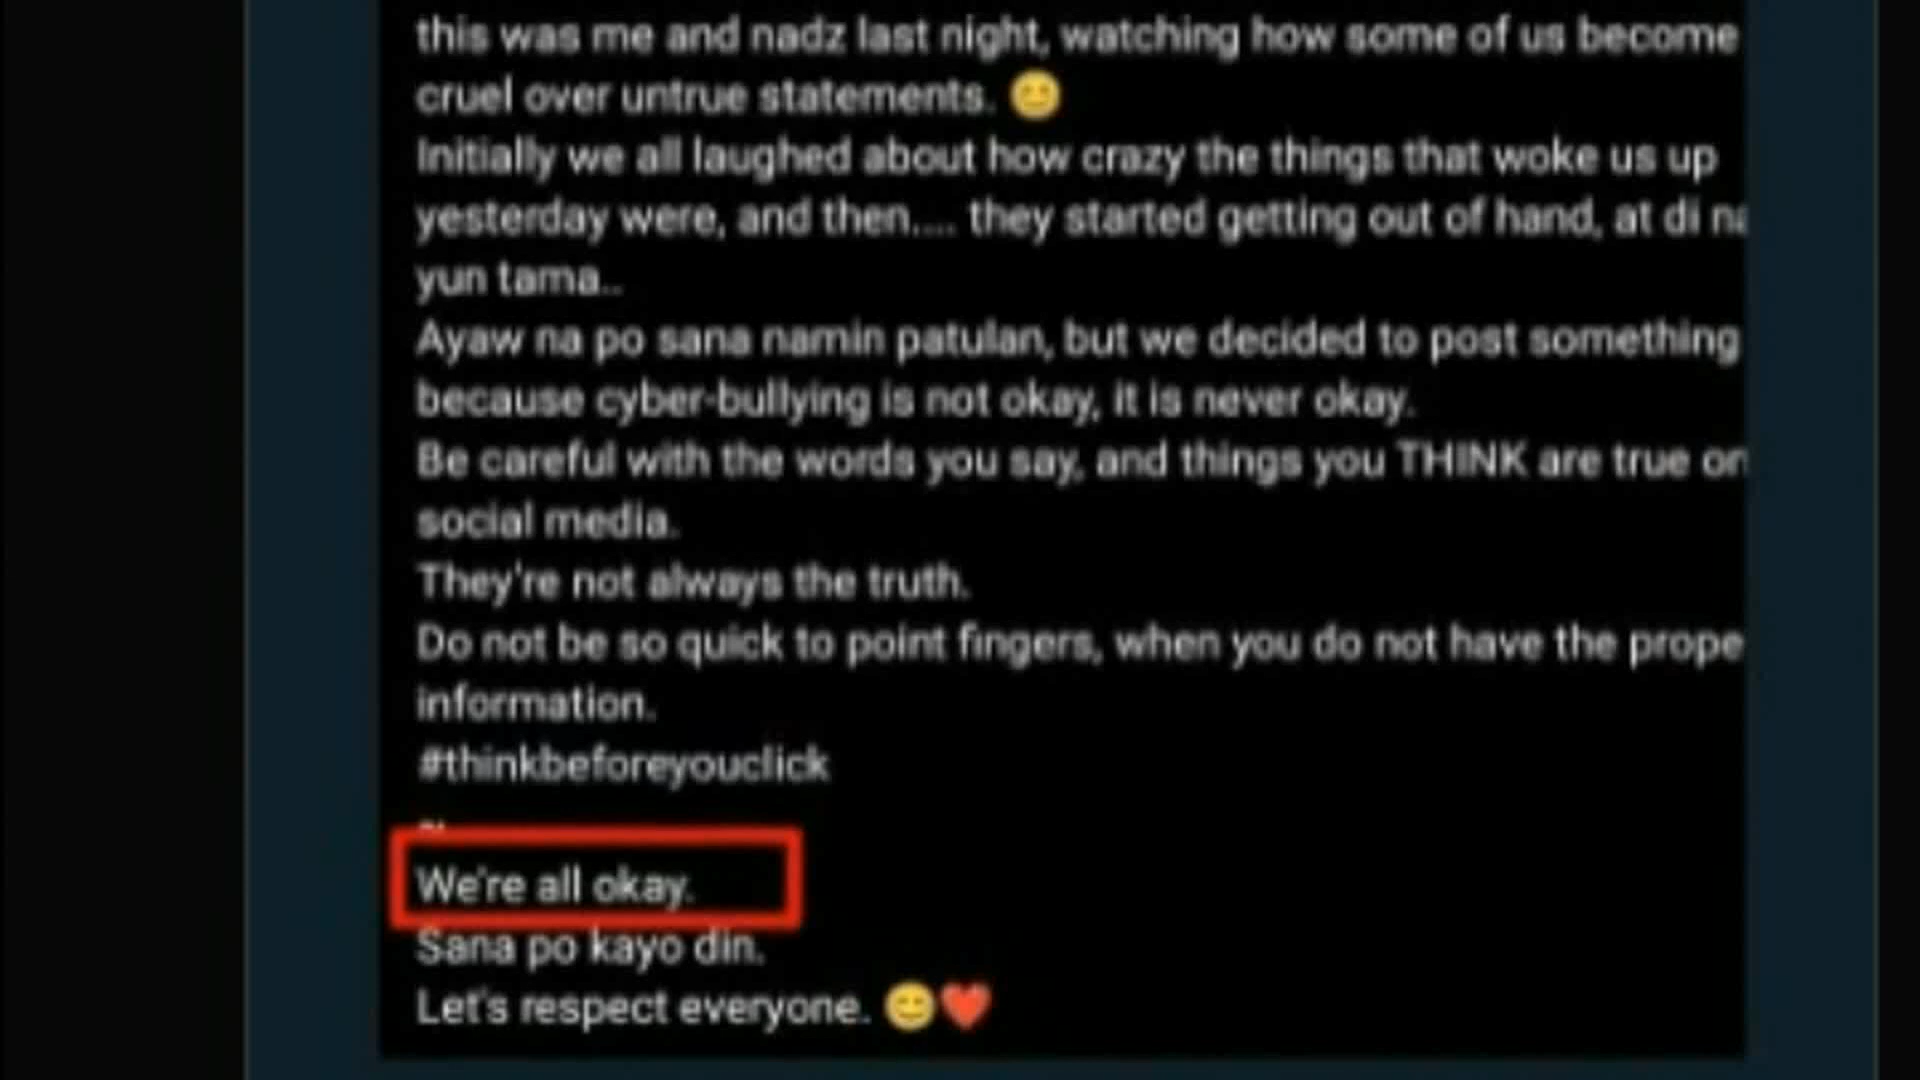 this was me and nadz last night, watching how some of us become
cruel over untrue statements. 😊
Initially we all laughed about how crazy the things that woke us up
yesterday were, and then.... they started getting out of hand, at di na
yun tama..
Ayaw na po sana namin patulan, but we decided to post something
because cyber-bullying is not okay, it is never okay.
Be careful with the words you say, and things you THINK are true on
social media.
They're not always the truth.
Do not be so quick to point fingers, when you do not have the prope
information.
#thinkbeforeyouclick
We're all okay.
Sana po kayo din.
Let's respect everyone. 😊❤️